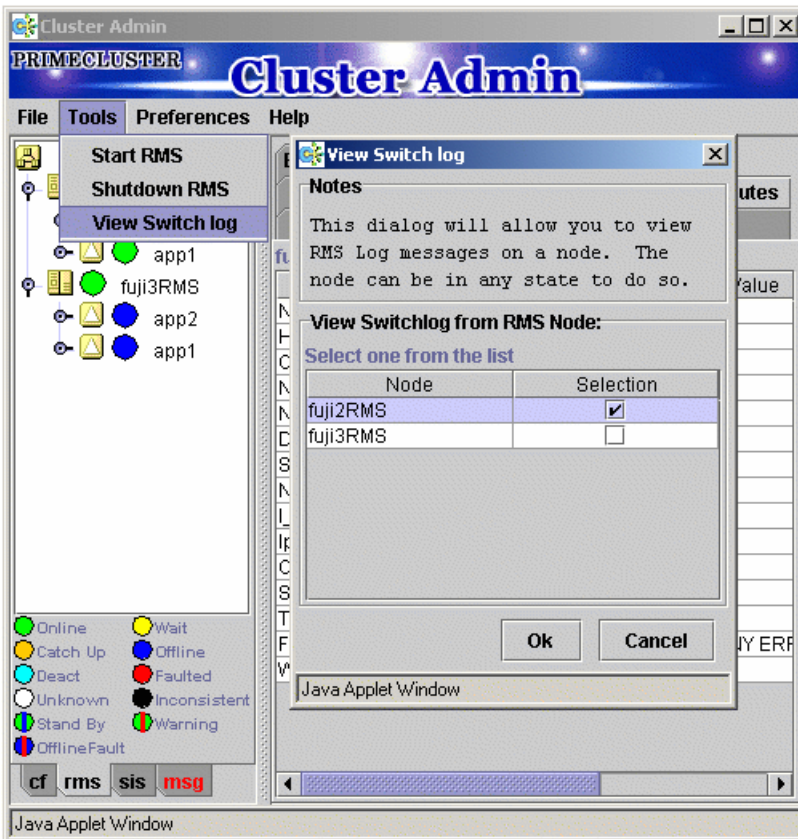 Cluster Admin
PRIMECLUSTER
Cluster Admin
File Tools Preferences Help
Start RMS
Shutdown RMS
View Switch log
app1
fuji3RMS
app2
app1
View Switch log
Notes
This dialog will allow you to view
RMS Log messages on a node. The
node can be in any state to do so.
View Switchlog from RMS Node:
Select one from the list
Node Selection
fuji2RMS
fuji3RMS
Ok Cancel
Java Applet Window
Online Wait
Catch Up Offline
Deact Faulted
Unknown Inconsistent
Stand By Warning
OfflineFault
cf rms sis msg
Java Applet Window